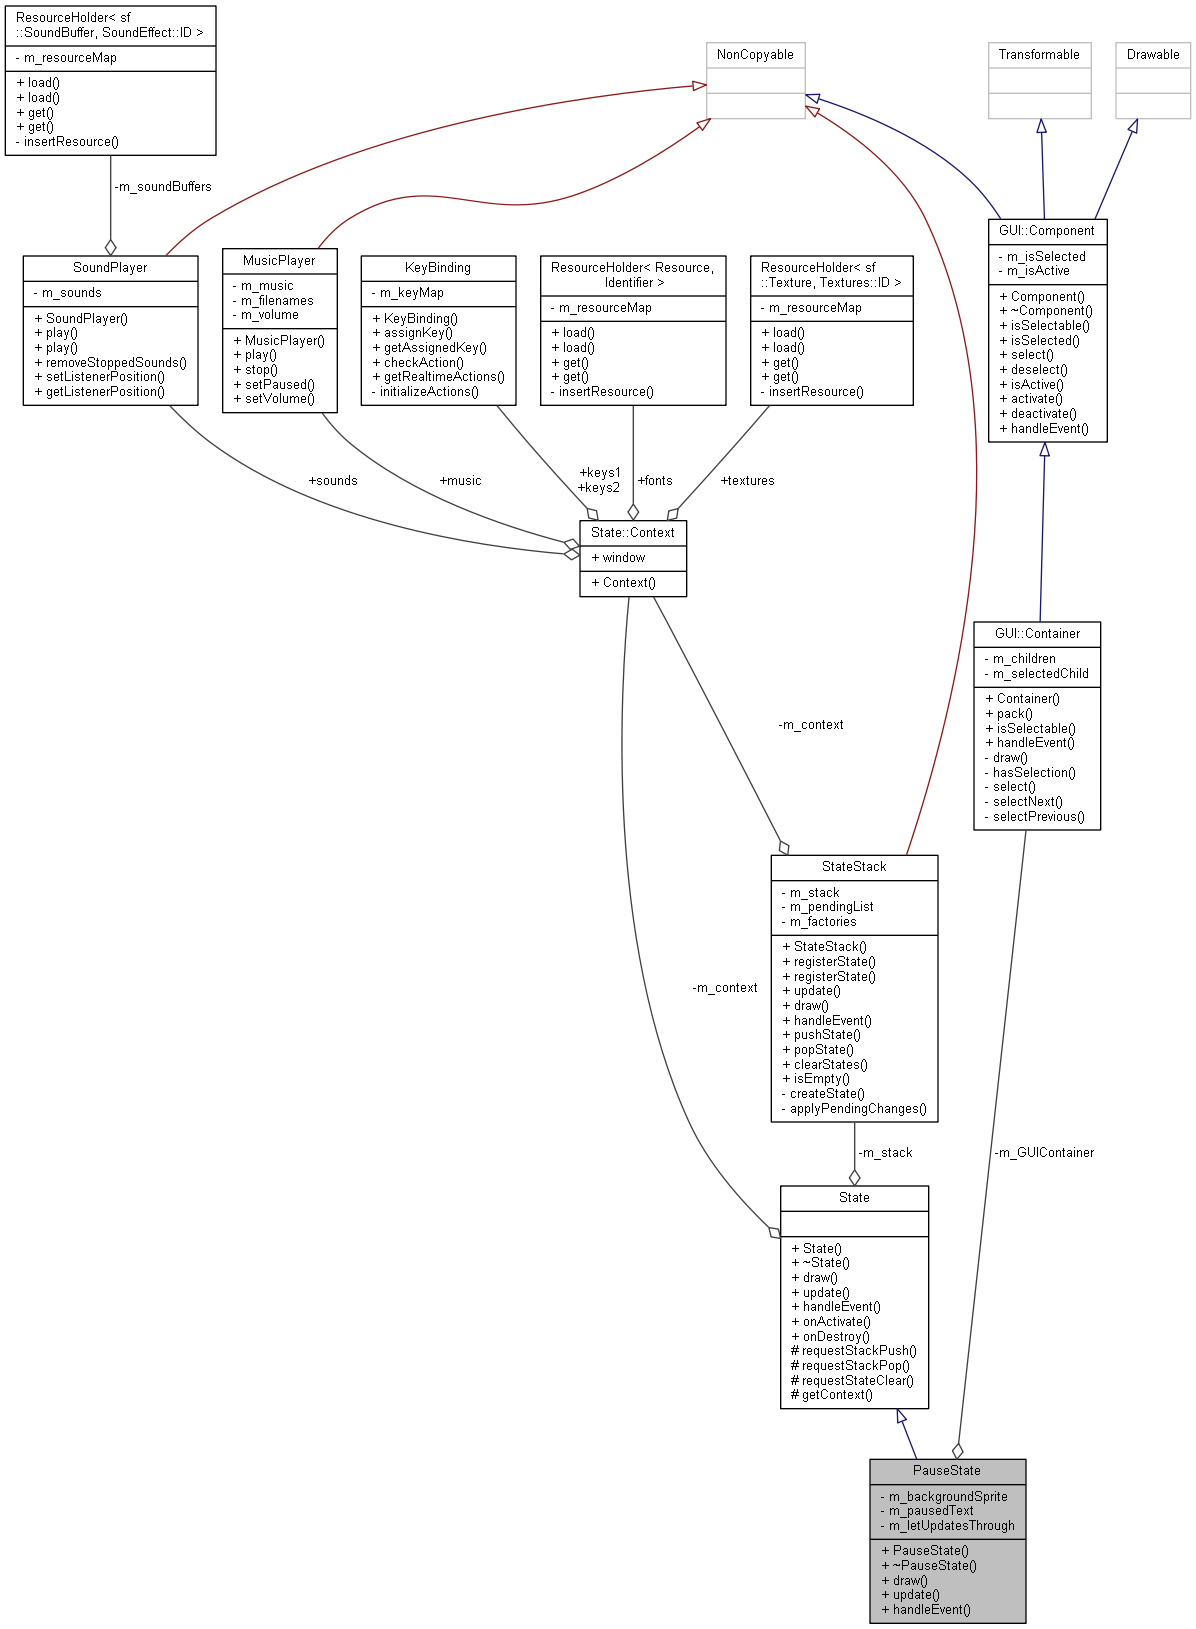 ResourceHolder< sf
::SoundBuffer, SoundEffect::ID >
- m_resourceMap
+ load()
+ load()
+ get()
+ get()
- insertResource()
NonCopyable
Transformable
Drawable
-m_soundBuffers
SoundPlayer
- m_sounds
+ SoundPlayer()
+ play()
+ play()
+ removeStoppedSounds()
+ setListenerPosition()
+ getListenerPosition()
MusicPlayer
- m_music
- m_filenames
- m_volume
+ MusicPlayer()
+ play()
+ stop()
+ setPaused()
+ setVolume()
KeyBinding
- m_keyMap
+ KeyBinding()
+ assignKey()
+ getAssignedKey()
+ checkAction()
+ getRealtimeActions()
- initializeActions()
ResourceHolder< Resource,
Identifier >
- m_resourceMap
+ load()
+ load()
+ get()
+ get()
- insertResource()
ResourceHolder< sf
::Texture, Textures::ID >
- m_resourceMap
+ load()
+ load()
+ get()
+ get()
- insertResource()
GUI::Component
- m_isSelected
- m_isActive
+ Component()
+ ~Component()
+ isSelectable()
+ isSelected()
+ select()
+ deselect()
+ isActive()
+ activate()
+ deactivate()
+ handleEvent()
+sounds
+music
+keys1
+keys2
+fonts
+textures
State::Context
+ window
+ Context()
GUI::Container
- m_children
- m_selectedChild
+ Container()
+ pack()
+ isSelectable()
+ handleEvent()
- draw()
- hasSelection()
- select()
- selectNext()
- selectPrevious()
-m_context
StateStack
- m_stack
- m_pendingList
- m_factories
+ StateStack()
+ registerState()
+ registerState()
+ update()
+ draw()
+ handleEvent()
+ pushState()
+ popState()
+ clearStates()
+ isEmpty()
- createState()
- applyPendingChanges()
-m_context
-m_stack
-m_GUIContainer
State
+ State()
+ ~State()
+ draw()
+ update()
+ handleEvent()
+ onActivate()
+ onDestroy()
# requestStackPush()
# requestStackPop()
# requestStateClear()
# getContext()
PauseState
- m_backgroundSprite
- m_pausedText
- m_letUpdatesThrough
+ PauseState()
+ ~PauseState()
+ draw()
+ update()
+ handleEvent()